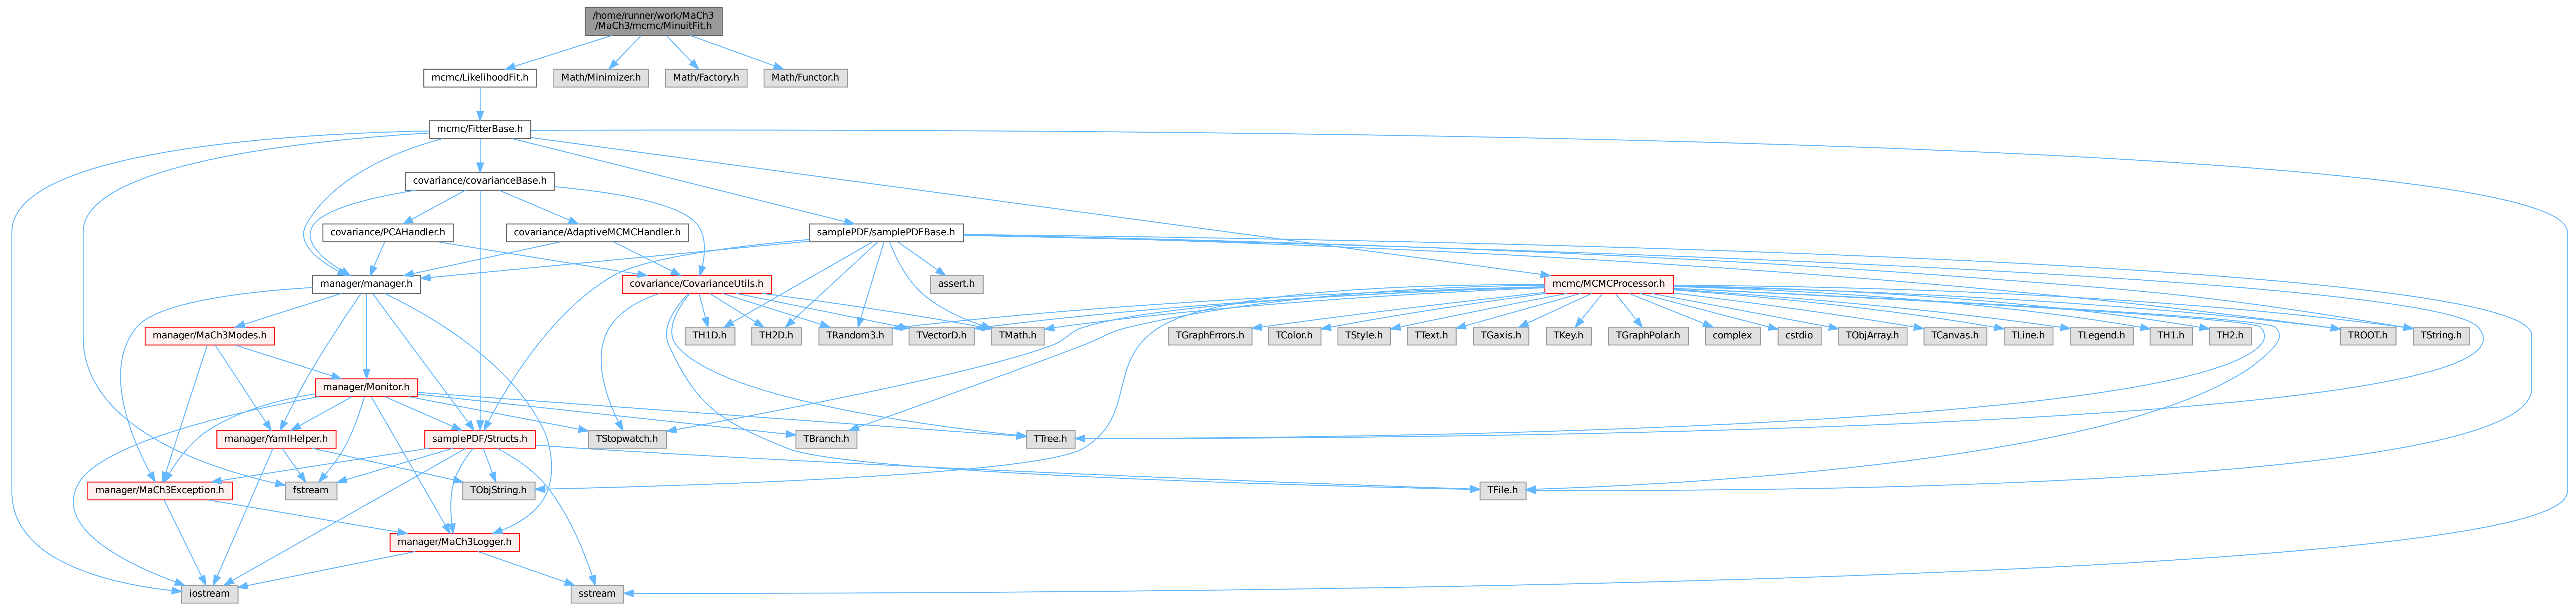 /home/runner/work/MaCh3
/MaCh3/mcmc/MinuitFit.h
mcmc/LikelihoodFit.h
Math/Minimizer.h
Math/Factory.h
Math/Functor.h
mcmc/FitterBase.h
covariance/covarianceBase.h
covariance/PCAHandler.h
covariance/AdaptiveMCMCHandler.h
samplePDF/samplePDFBase.h
manager/manager.h
covariance/CovarianceUtils.h
assert.h
mcmc/MCMCProcessor.h
manager/MaCh3Modes.h
TH1D.h
TH2D.h
TRandom3.h
TVectorD.h
TMath.h
TGraphErrors.h
TColor.h
TStyle.h
TText.h
TGaxis.h
TKey.h
TGraphPolar.h
complex
cstdio
TObjArray.h
TCanvas.h
TLine.h
TLegend.h
TH1.h
TH2.h
TROOT.h
TString.h
manager/Monitor.h
manager/YamlHelper.h
samplePDF/Structs.h
TStopwatch.h
TBranch.h
TTree.h
manager/MaCh3Exception.h
fstream
TObjString.h
TFile.h
manager/MaCh3Logger.h
iostream
sstream